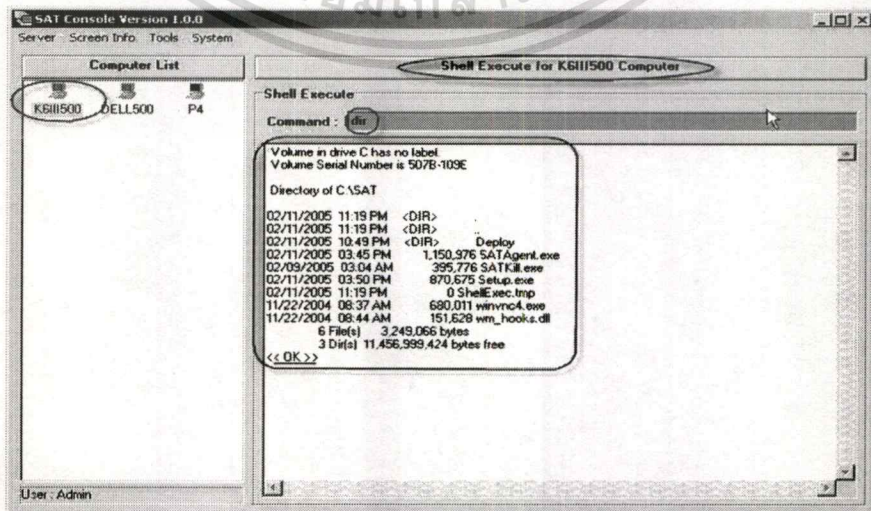 SAT Console Version 1.0.0
Server Screen Info Tools System
Computer List
K6III500 DELL500 P4
User : Admin
Shell Execute for K6III500 Computer
Shell Execute
Command : dir
Volume in drive C has no label.
Volume Serial Number is 507B-109E
Directory of C:\SAT
02/11/2005 11:19 PM <DIR> .
02/11/2005 11:19 PM <DIR> ..
02/11/2005 10:49 PM <DIR> Deploy
02/11/2005 03:45 PM 1,150,976 SATAgent.exe
02/09/2005 03:04 AM 395,776 SATKill.exe
02/11/2005 03:50 PM 870,675 Setup.exe
02/11/2005 11:19 PM 0 ShellExec.tmp
11/22/2004 08:37 AM 680,011 winvnc4.exe
11/22/2004 08:44 AM 151,628 wm_hooks.dll
6 File(s) 3,249,066 bytes
3 Dir(s) 11,456,999,424 bytes free
<< OK >>